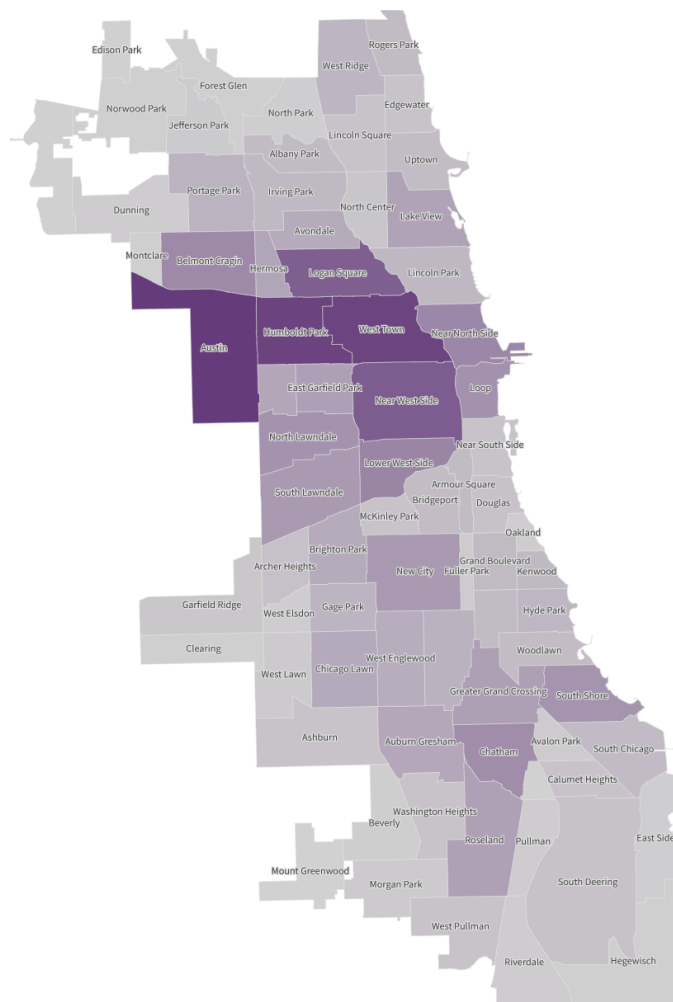 Rogers Park
Edison Park
West Ridge
Forest Glen
Edgewater
Norwood Park
North Park
Jefferson Park
Lincoln Square
Albany Park
Uptown
Portage Park
Irving Park
North Center
Dunning
Lake View
Avondale
Montclare
Belmont Cragin
Hermosa
Logan Square
Lincoln Park
Humboldt Park
West Town
Near North Side
Austin
East Garfield Park
Loop
Near West Side
North Lawndale
Near South Side
Lower West Side
Armour Square
South Lawndale
Bridgeport
Douglas
McKinley Park
Oakland
Brighton Park
Grand Boulevard
Archer Heights
New City
Fuller Park
Kenwood
Garfield Ridge
Gage Park
Hyde Park
West Elsdon
Clearing
Woodlawn
West Englewood
West Lawn
Chicago Lawn
Greater Grand Crossing
South Shore
Ashburn
Auburn Gresham
Avalon Park
Chatham
South Chicago
Calumet Heights
Washington Heights
Beverly
Roseland
Pullman
East Side
Mount Greenwood
Morgan Park
South Deering
West Pullman
Riverdale
Hegewisch